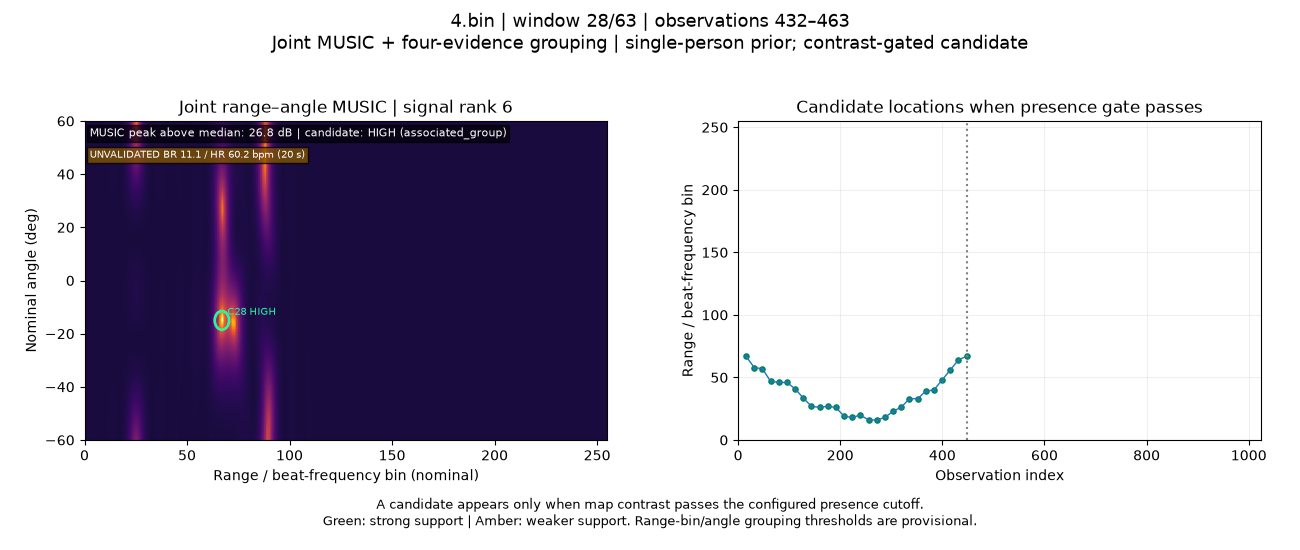 4.bin | window 28/63 | observations 432–463
Joint MUSIC + four-evidence grouping | single-person prior; contrast-gated candidate
Joint range–angle MUSIC | signal rank 6
MUSIC peak above median: 26.8 dB | candidate: HIGH (associated_group)
UNVALIDATED BR 11.1 / HR 60.2 bpm (20 s)
C28 HIGH
60
40
20
0
−20
−40
−60
Nominal angle (deg)
0 50 100 150 200 250
Range / beat-frequency bin (nominal)
Candidate locations when presence gate passes
250
200
150
100
50
0
Range / beat-frequency bin
0 200 400 600 800 1000
Observation index
A candidate appears only when map contrast passes the configured presence cutoff.
Green: strong support | Amber: weaker support. Range-bin/angle grouping thresholds are provisional.